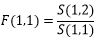 F(1,1) = S(1,2)/S(1,1)